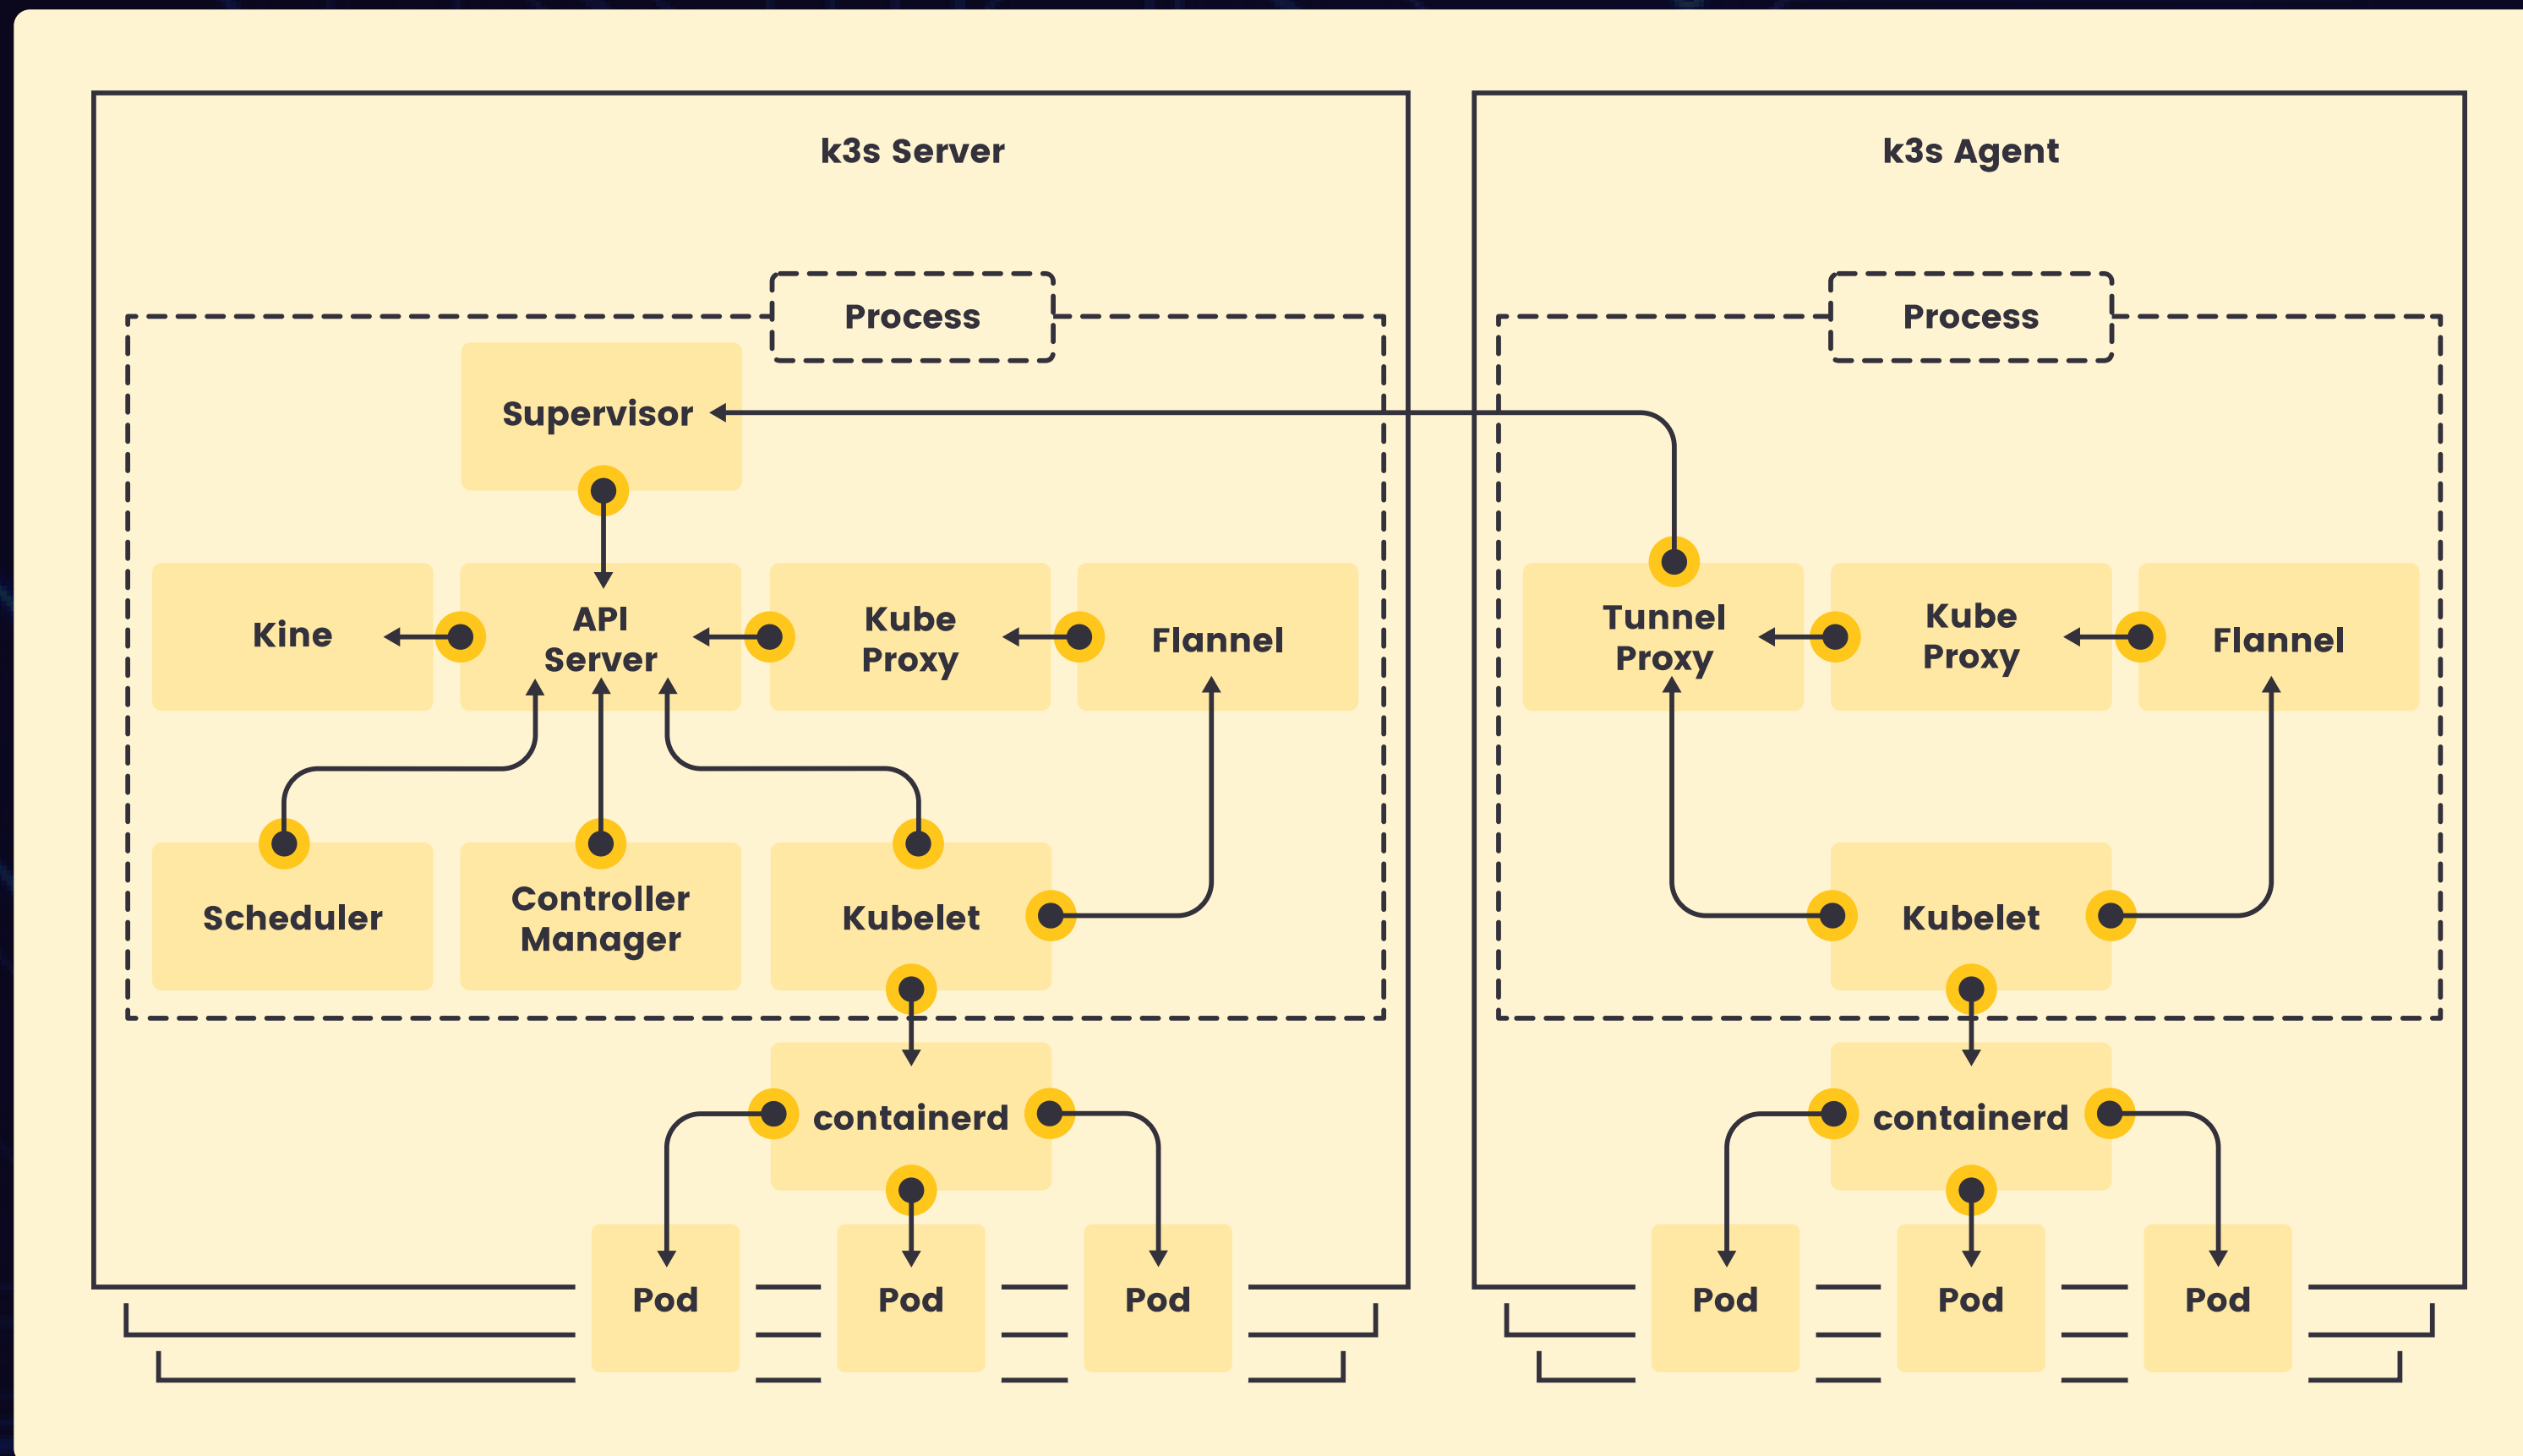 k3s Server
Process
Supervisor
Kine
API
Server
Kube
Proxy
Flannel
Scheduler
Controller
Manager
Kubelet
containerd
Pod
Pod
Pod
k3s Agent
Process
Tunnel
Proxy
Kube
Proxy
Flannel
Kubelet
containerd
Pod
Pod
Pod